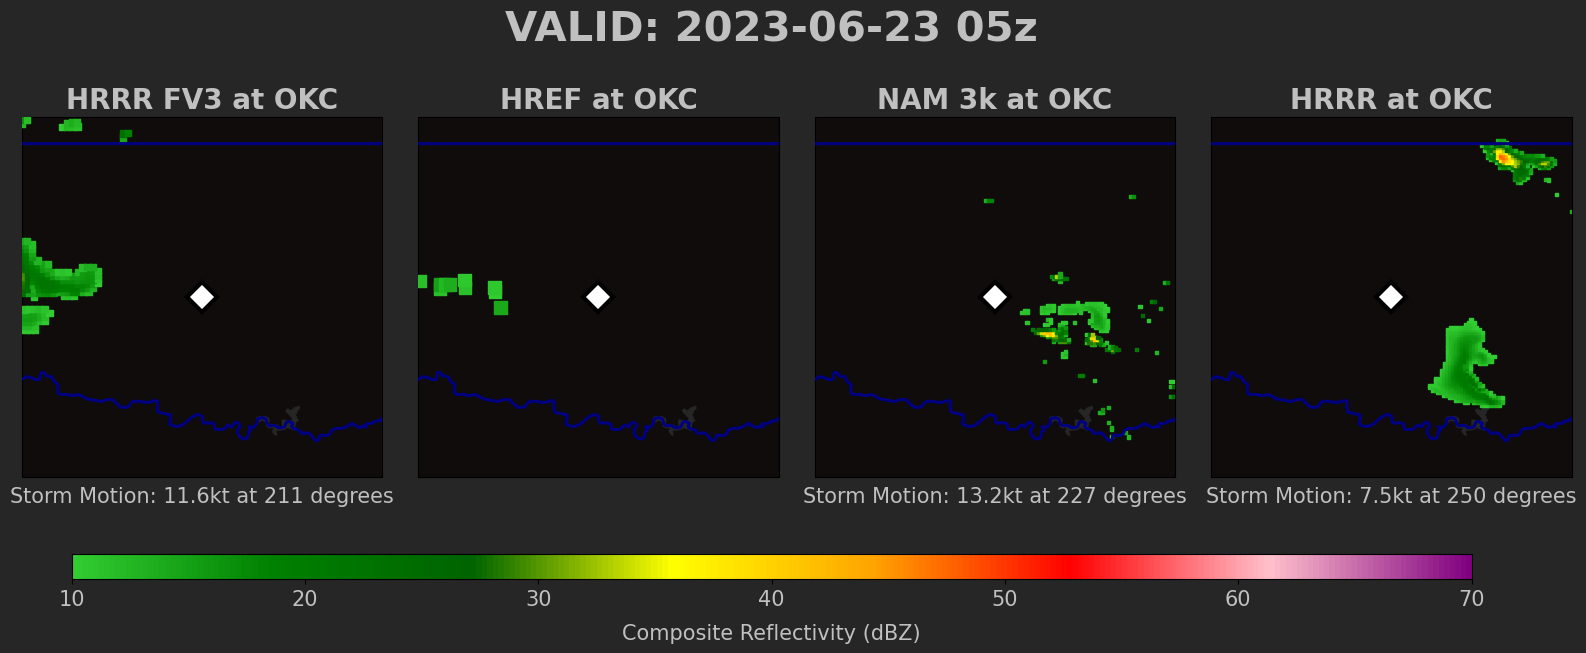 VALID: 2023-06-23 05z
HRRR FV3 at OKC
HREF at OKC
NAM 3k at OKC
HRRR at OKC
Storm Motion: 11.6kt at 211 degrees
Storm Motion: 13.2kt at 227 degrees
Storm Motion: 7.5kt at 250 degrees
10 20 30 40 50 60 70
Composite Reflectivity (dBZ)